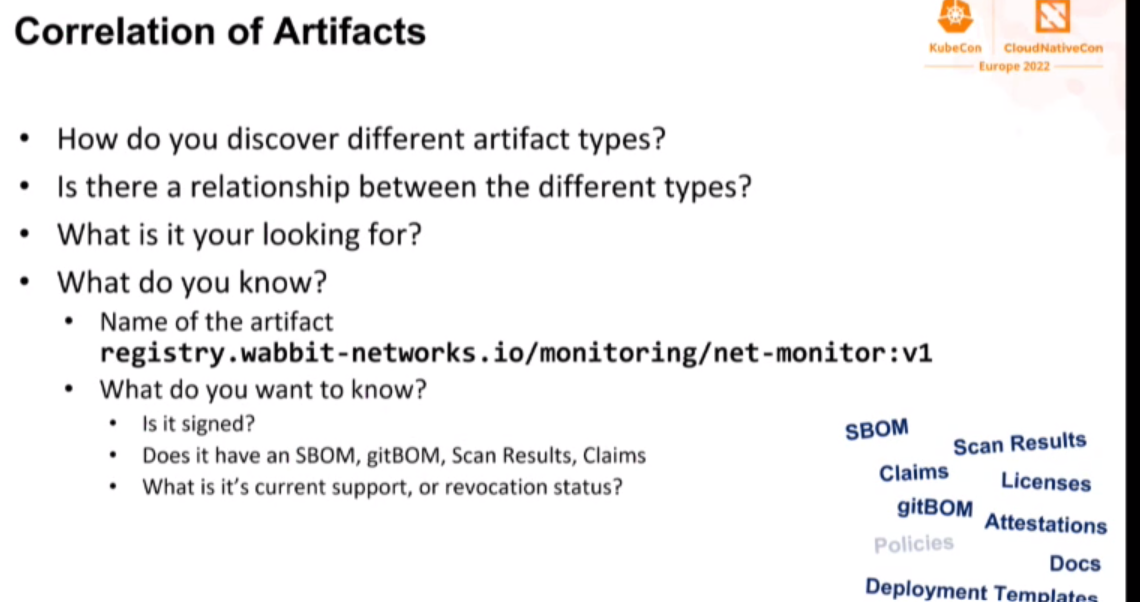 Correlation of Artifacts
KubeCon
CloudNativeCon
Europe 2022
• How do you discover different artifact types?
• Is there a relationship between the different types?
• What is it your looking for?
• What do you know?
• Name of the artifact
registry.wabbit-networks.io/monitoring/net-monitor:v1
• What do you want to know?
• Is it signed?
• Does it have an SBOM, gitBOM, Scan Results, Claims
• What is it's current support, or revocation status?
SBOM
Scan Results
Claims
Licenses
gitBOM
Attestations
Policies
Docs
Deployment Templates